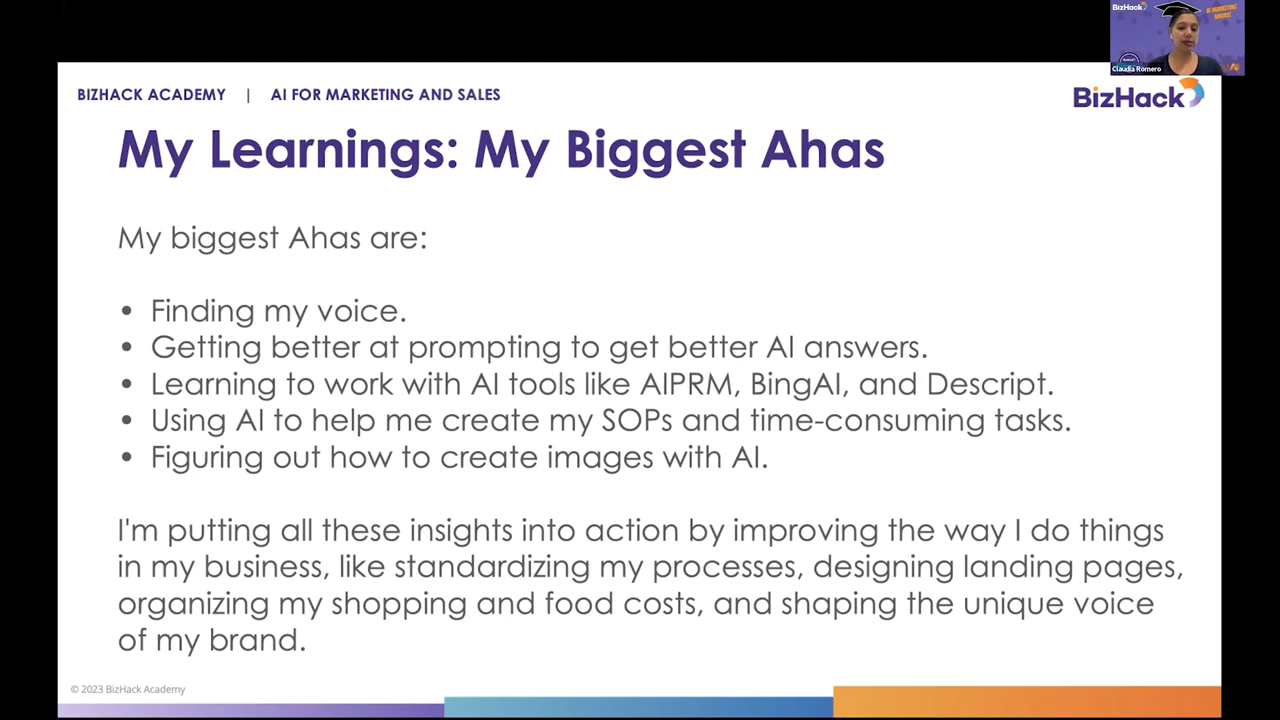 BizHack
AI MARKETING
Claudia Romero
BIZHACK ACADEMY | AI FOR MARKETING AND SALES
BizHack
My Learnings: My Biggest Ahas
My biggest Ahas are:
• Finding my voice.
• Getting better at prompting to get better AI answers.
• Learning to work with AI tools like AIPRM, BingAI, and Descript.
• Using AI to help me create my SOPs and time-consuming tasks.
• Figuring out how to create images with AI.
I'm putting all these insights into action by improving the way I do things
in my business, like standardizing my processes, designing landing pages,
organizing my shopping and food costs, and shaping the unique voice
of my brand.
© 2023 BizHack Academy